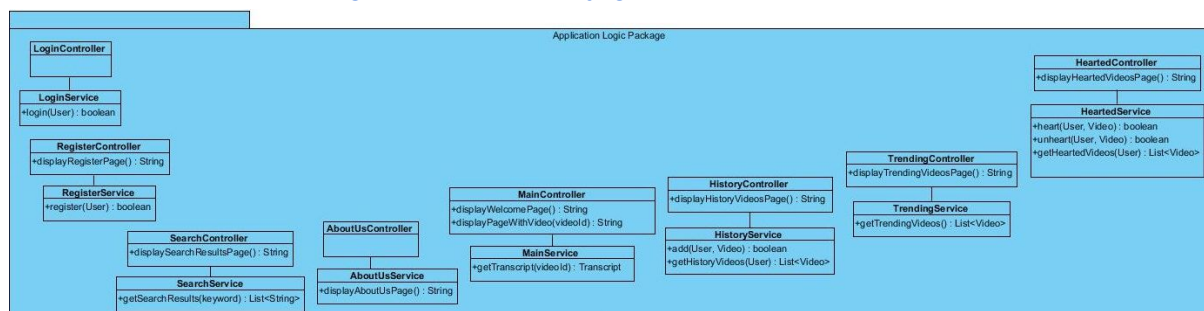 Application Logic Package
LoginController
LoginService
+login(User) : boolean
RegisterController
+displayRegisterPage() : String
RegisterService
+register(User) : boolean
SearchController
+displaySearchResultsPage() : String
SearchService
+getSearchResults(keyword) : List<String>
AboutUsController
AboutUsService
+displayAboutUsPage() : String
MainController
+displayWelcomePage() : String
+displayPageWithVideo(videoId) : String
MainService
+getTranscript(videoId) : Transcript
HistoryController
+displayHistoryVideosPage() : String
HistoryService
+add(User, Video) : boolean
+getHistoryVideos(User) : List<Video>
TrendingController
+displayTrendingVideosPage() : String
TrendingService
+getTrendingVideos() : List<Video>
HeartedController
+displayHeartedVideosPage() : String
HeartedService
+heart(User, Video) : boolean
+unheart(User, Video) : boolean
+getHeartedVideos(User) : List<Video>